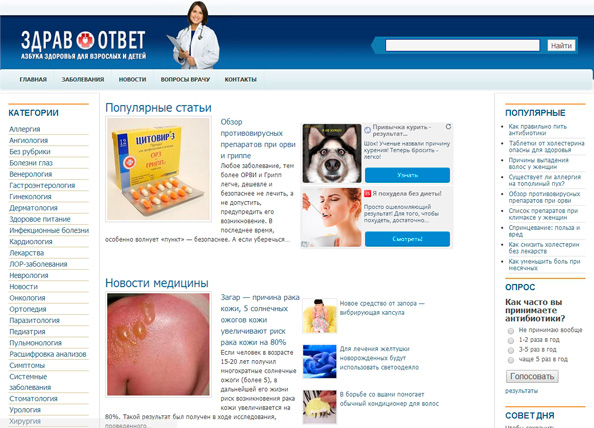 ЗДРАВ ОТВЕТ
АЗБУКА ЗДОРОВЬЯ ДЛЯ ВЗРОСЛЫХ И ДЕТЕЙ
Найти
ГЛАВНАЯ ЗАБОЛЕВАНИЯ НОВОСТИ ВОПРОСЫ ВРАЧУ КОНТАКТЫ
КАТЕГОРИИ
Аллергия
Ангиология
Без рубрики
Болезни глаз
Венерология
Гастроэнтерология
Гинекология
Дерматология
Здоровое питание
Инфекционные болезни
Кардиология
Лекарства
ЛОР-заболевания
Неврология
Новости
Онкология
Ортопедия
Паразитология
Педиатрия
Пульмонология
Расшифровка анализов
Симптомы
Системные
заболевания
Стоматология
Урология
Хирургия
Популярные статьи
ЦИТОВИР-3
ОРЗ
ГРИПП
Обзор
противовирусных
препаратов при орви
и гриппе
Любое заболевание, тем
более ОРВИ и Грипп
легче, дешевле и
безопаснее не лечить, а
не допустить,
предупредить его
возникновение. В
последнее время,
особенно волнует «пункт» — безопаснее. А если уверечься...
Привычка курить -
результат...
Шок! Ученые назвали причину
курения! Теперь бросить -
легко!
Узнать
Я похудела без диеты!
Просто ошеломляющий
результат! Для того, чтобы
похудеть, достаточно...
Смотреть!
Новости медицины
Загар — причина рака
кожи, 5 солнечных
ожогов кожи
увеличивают риск
рака кожи на 80%
Если человек в возрасте
15-20 лет получил
многократные солнечные
ожоги (более 5), в
дальнейшей его жизни
риск возникновения рака
кожи увеличивается на
80%. Такой результат был получен в ходе исследования,
проведенного...
Новое средство от запора —
вибрирующая капсула
Для лечения желтушки
новорожденных будут
использовать светодеяло
В борьбе со вшами помогает
обычный кондиционер для волос
ПОПУЛЯРНЫЕ
Как правильно пить
антибиотики?
Таблетки от холестерина
опасны для здоровья
Причины выпадения
волос у женщин
Существует ли аллергия
на тополиный пух?
Обзор противовирусных
препаратов при орви
Список препаратов при
климаксе у женщин
Спринцевание: польза и
вред
Как снизить холестерин
без лекарств
Как уменьшить боль при
месячных
ОПРОС
Как часто вы
принимаете
антибиотики?
Не принимаю вообще
1-2 раза в год
3-5 раз в год
чаще 5 раз в год
Голосовать
результаты
СОВЕТ ДНЯ